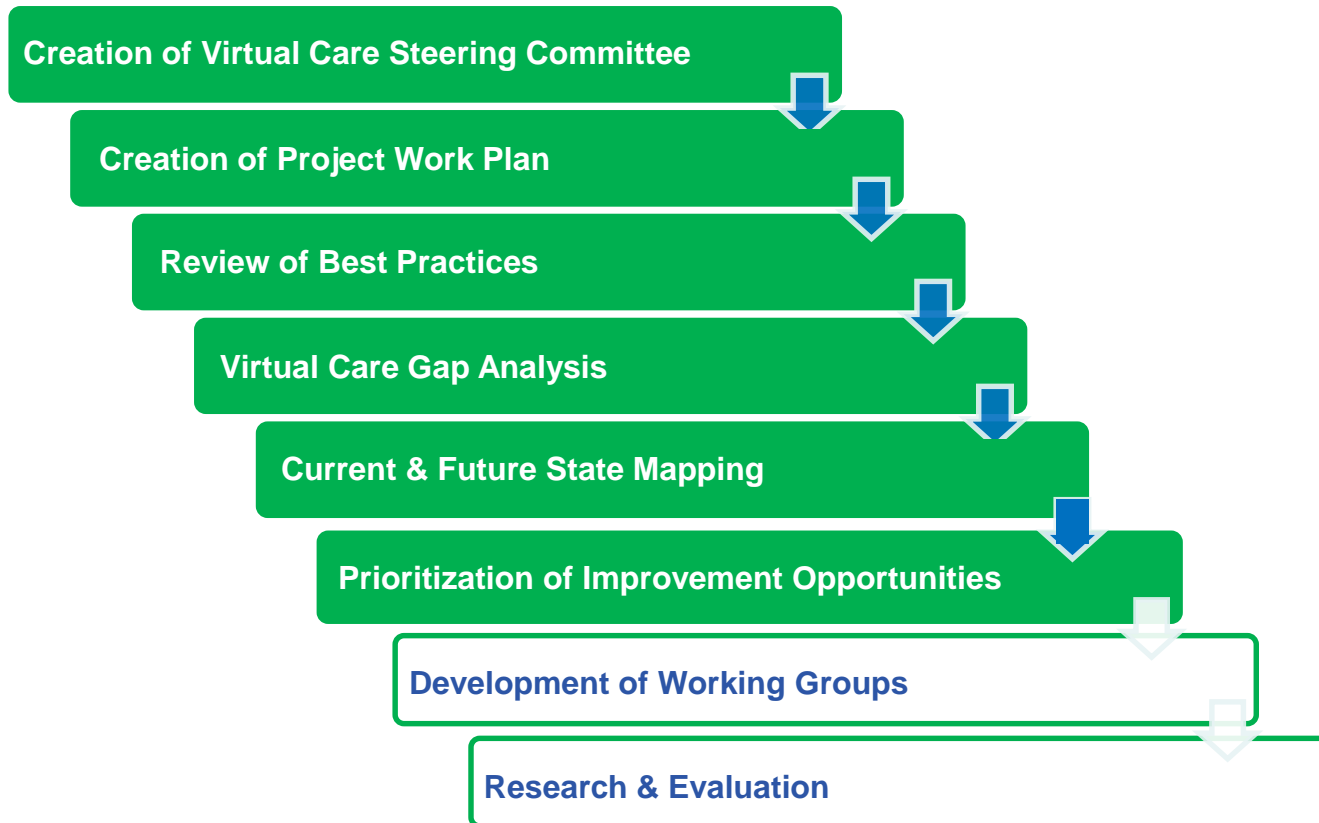 Creation of Virtual Care Steering Committee
Creation of Project Work Plan
Review of Best Practices
Virtual Care Gap Analysis
Current & Future State Mapping
Prioritization of Improvement Opportunities
Development of Working Groups
Research & Evaluation